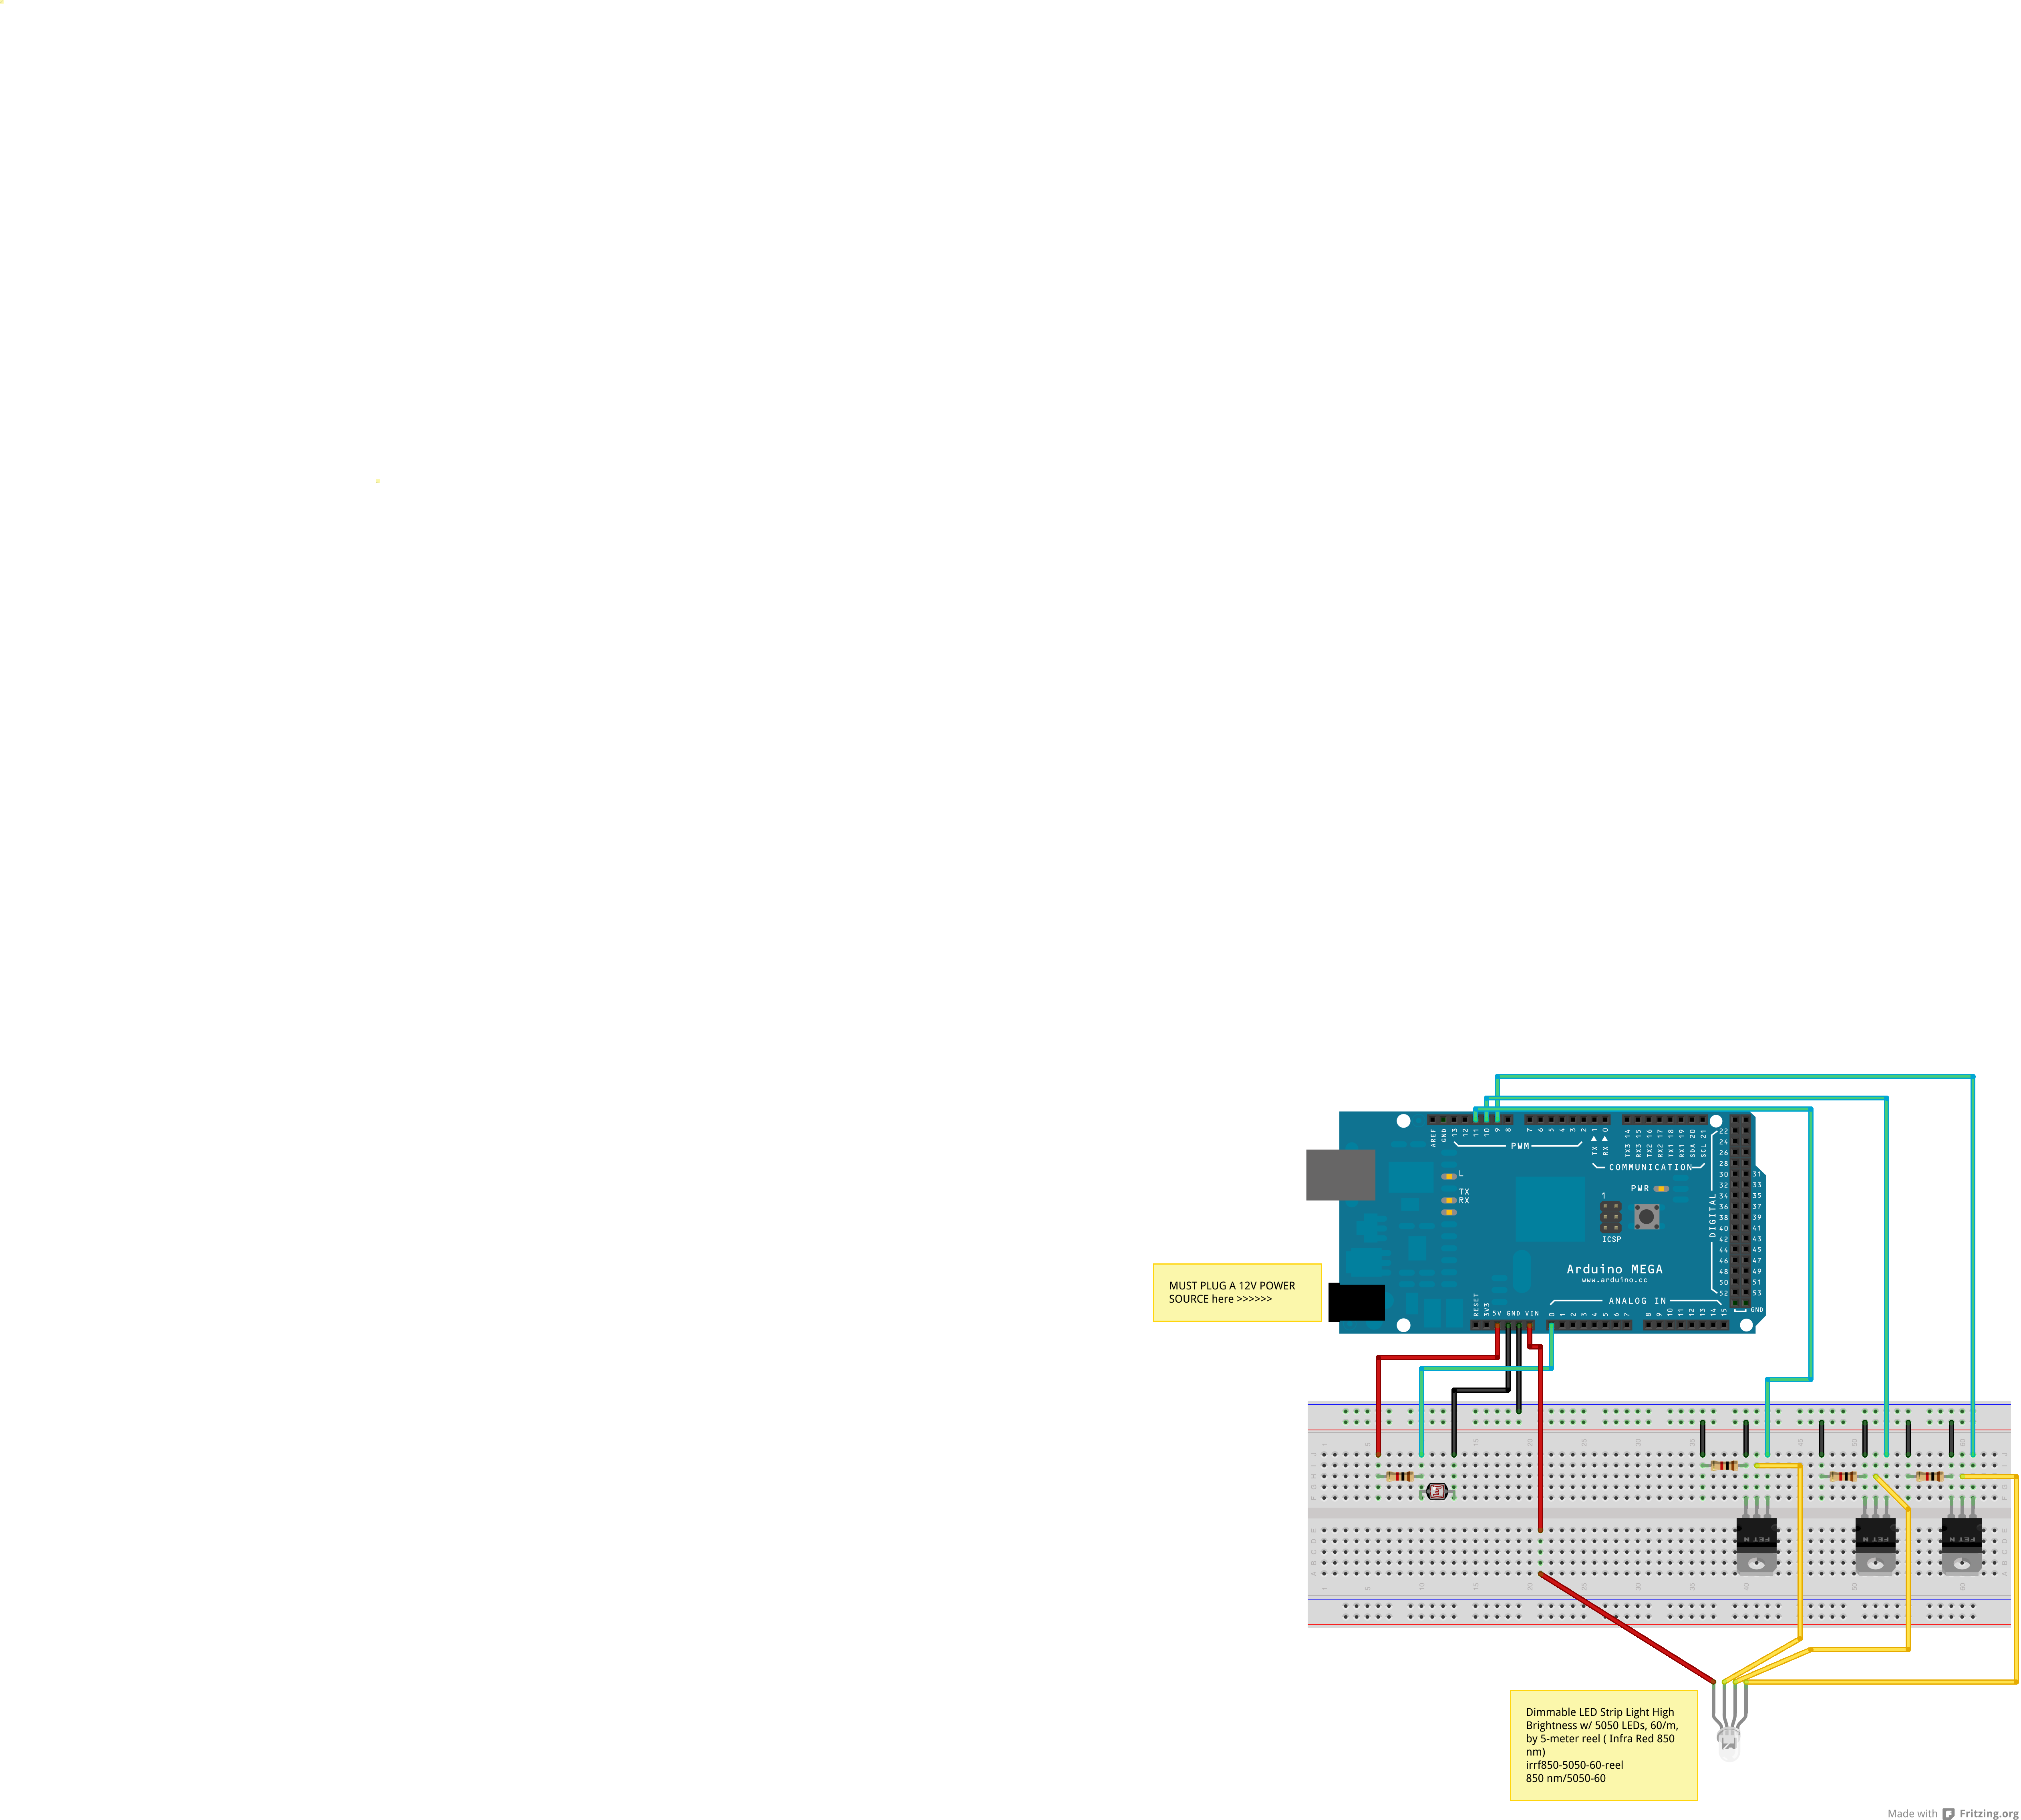 AREF
GND
13
12
11
10
9
8
7
6
5
4
3
2
1
0
TX
RX
TX3 14
RX3 15
TX2 16
RX2 17
TX1 18
RX1 19
SDA 20
SCL 21
PWM
COMMUNICATION
22
24
26
28
30 31
32 33
34 35
36 37
38 39
40 41
42 43
44 45
46 47
48 49
50 51
52 53
GND
DIGITAL
L
TX
RX
PWR
1
ICSP
Arduino MEGA
www.arduino.cc
ANALOG IN
RESET
3V3
5V GND VIN
0
1
2
3
4
5
6
7
8
9
10
11
12
13
14
15
MUST PLUG A 12V POWER
SOURCE here >>>>>>
FET N
FET N
FET N
Dimmable LED Strip Light High
Brightness w/ 5050 LEDs, 60/m,
by 5-meter reel ( Infra Red 850
nm)
irrf850-5050-60-reel
850 nm/5050-60
Made with Fritzing.org